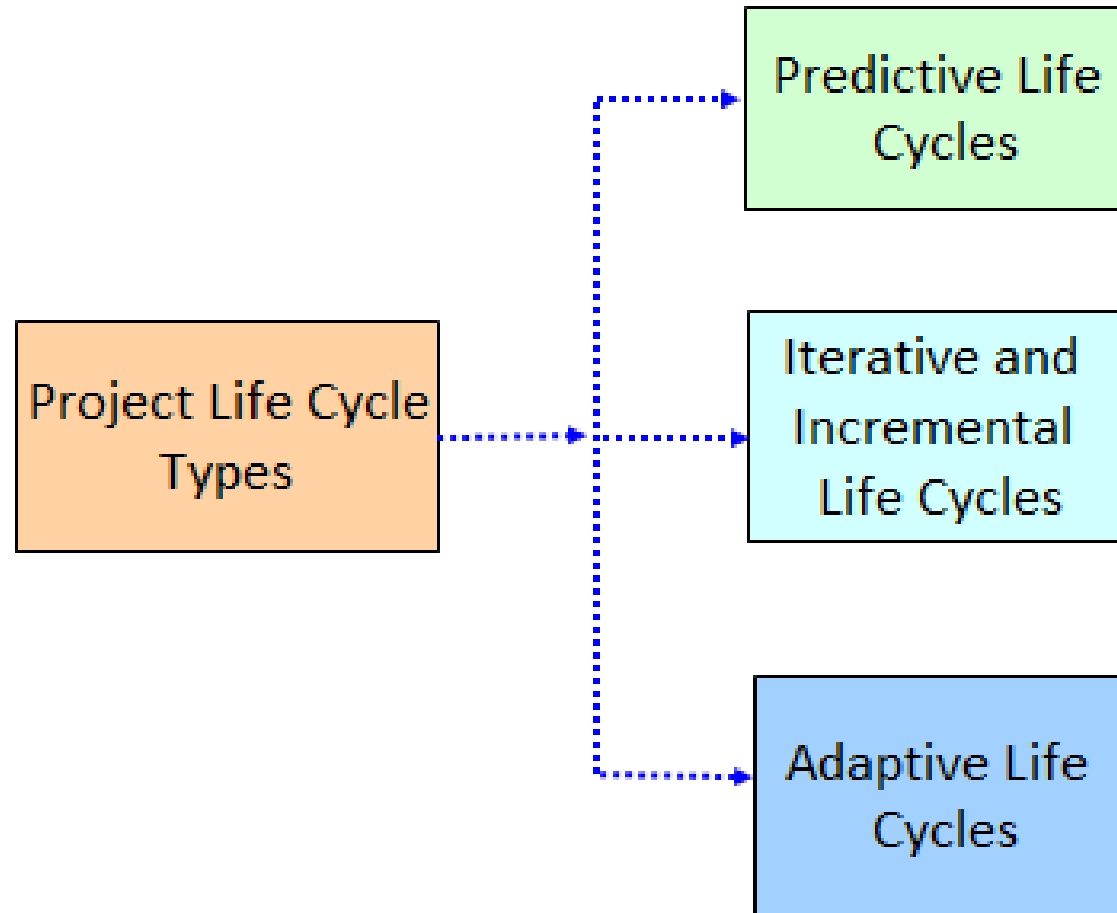 Predictive Life
Cycles
Project Life Cycle
Types
Iterative and
Incremental
Life Cycles
Adaptive Life
Cycles